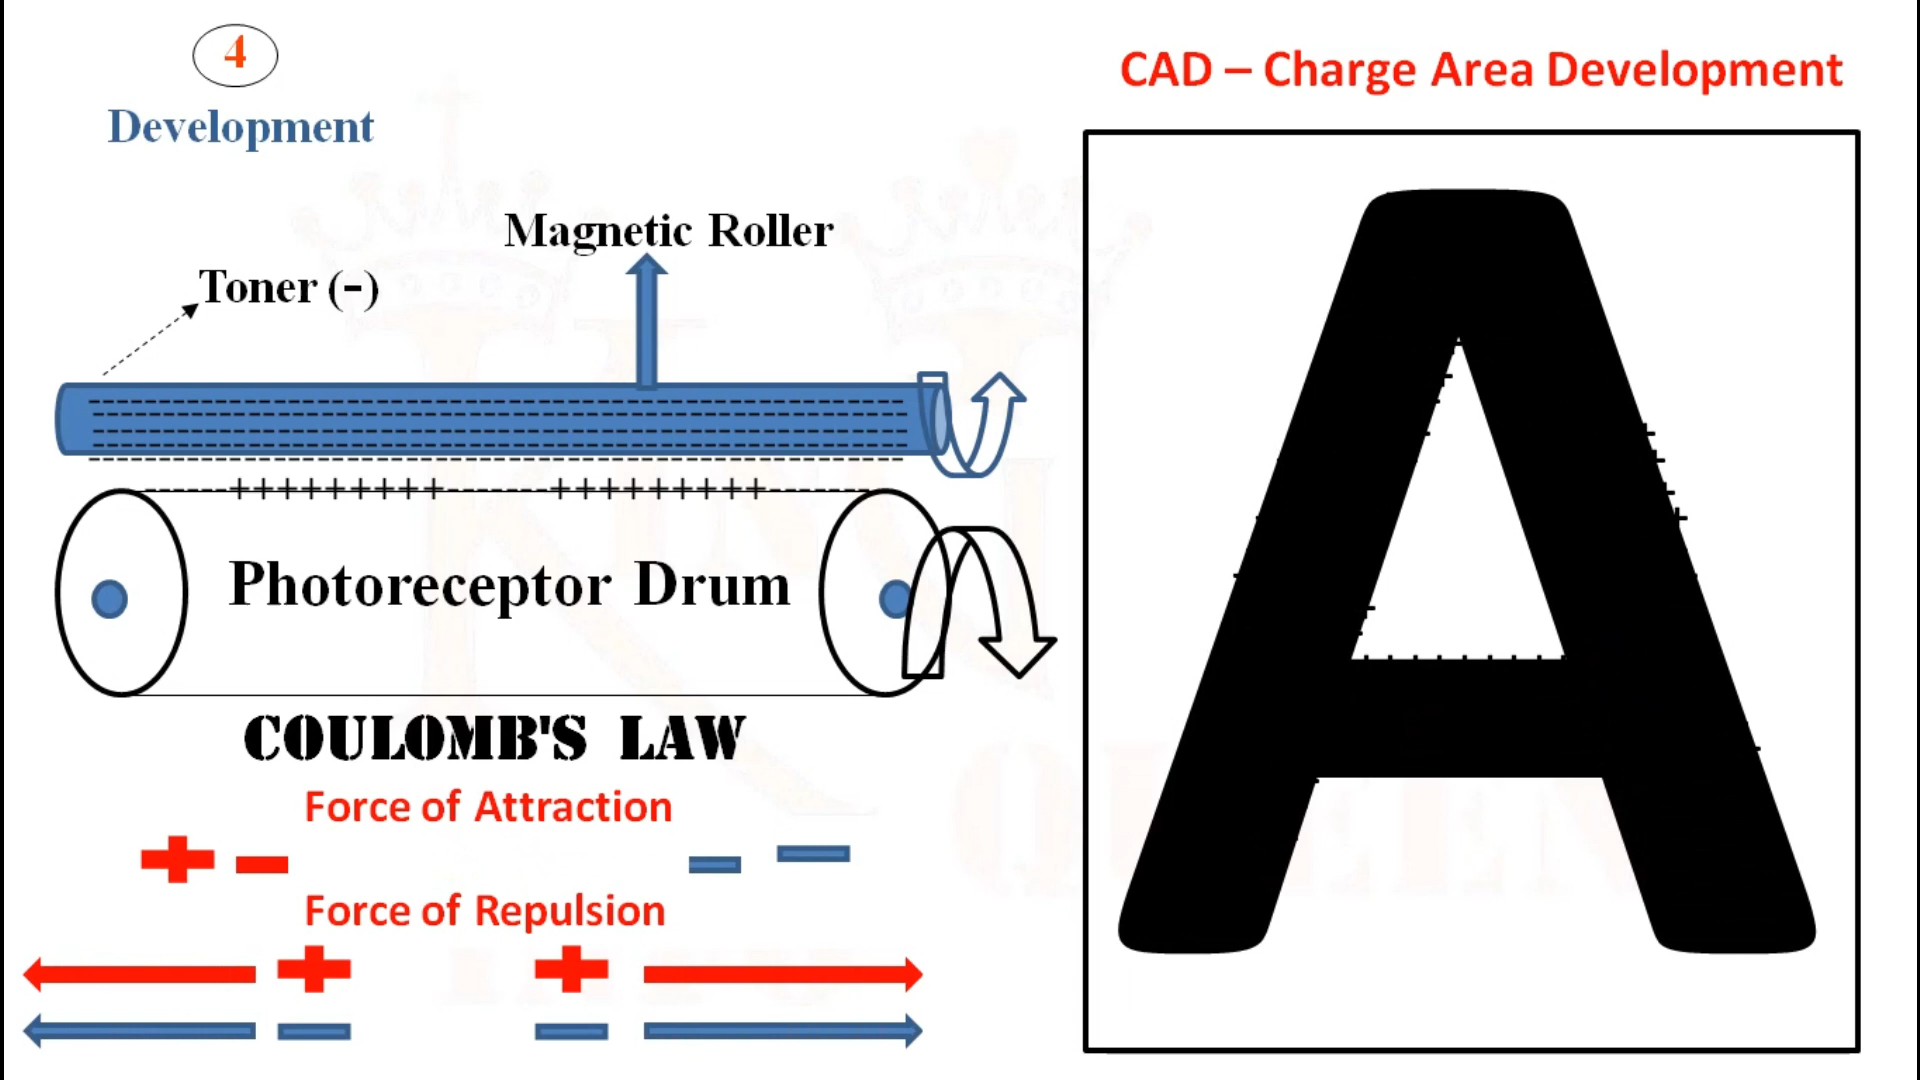 4
Development
CAD – Charge Area Development
Magnetic Roller
Toner (-)
Photoreceptor Drum
COULOMB'S LAW
Force of Attraction
Force of Repulsion
A